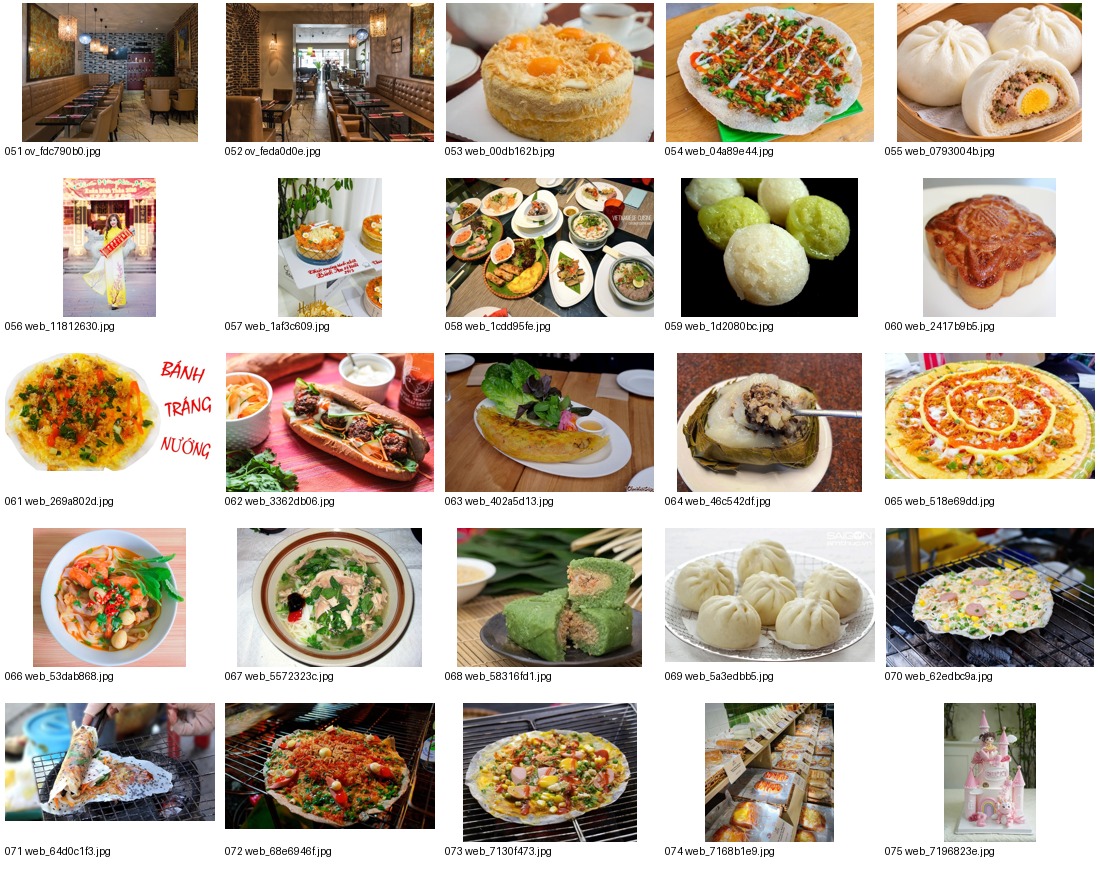 051 ov_fdc790b0.jpg
052 ov_feda0d0e.jpg
053 web_00db162b.jpg
054 web_04a89e44.jpg
055 web_0793004b.jpg
VIETNAMESE CUISINE
056 web_11812630.jpg
057 web_1af3c609.jpg
058 web_1cdd95fe.jpg
059 web_1d2080bc.jpg
060 web_2417b9b5.jpg
BÁNH
TRÁNG
NƯỚNG
061 web_269a802d.jpg
062 web_3362db06.jpg
063 web_402a5d13.jpg
064 web_46c542df.jpg
065 web_518e69dd.jpg
SAIGON
066 web_53dab868.jpg
067 web_5572323c.jpg
068 web_58316fd1.jpg
069 web_5a3edbb5.jpg
070 web_62edbc9a.jpg
071 web_64d0c1f3.jpg
072 web_68e6946f.jpg
073 web_7130f473.jpg
074 web_7168b1e9.jpg
075 web_7196823e.jpg